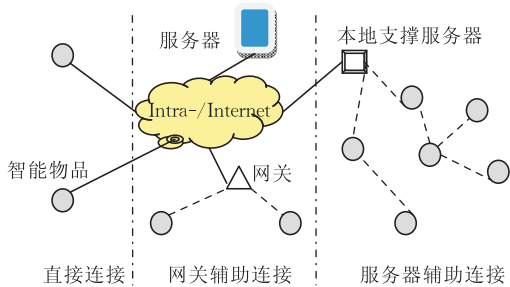 服务器
本地支撑服务器
Intra-/Internet
智能物品
网关
直接连接
网关辅助连接
服务器辅助连接